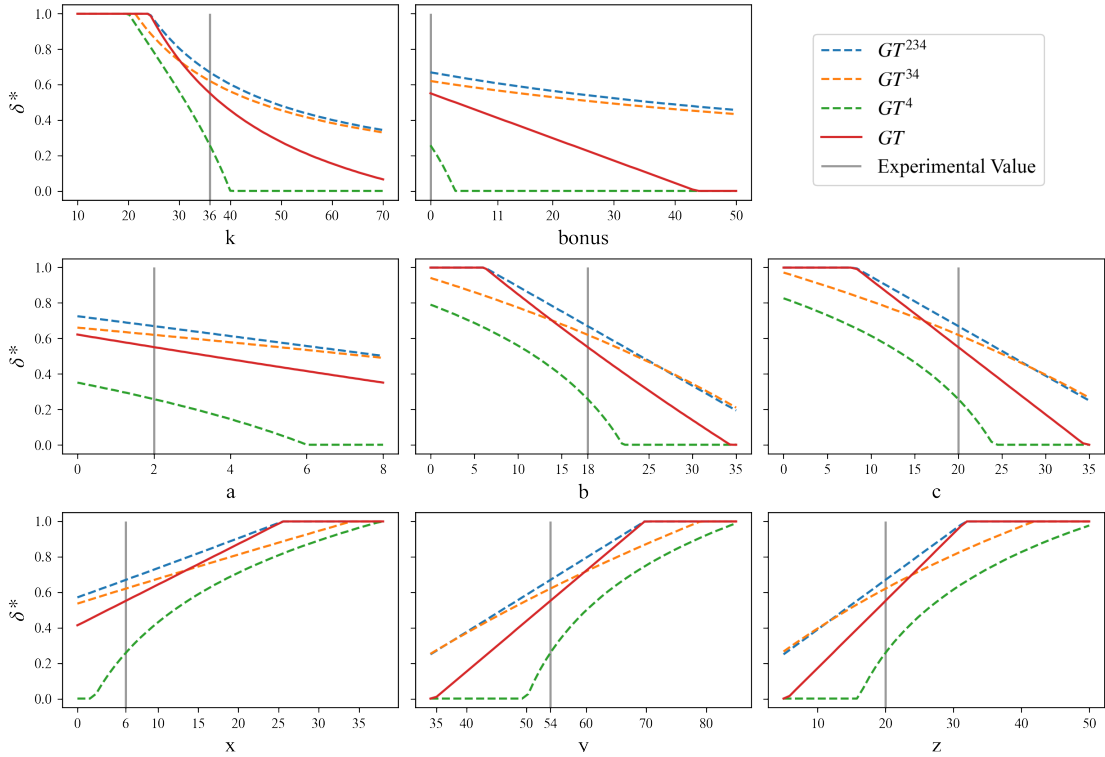 1.0
0.8
0.6
0.4
0.2
0.0
δ*
10 20 30 36 40 50 60 70
k
0 11 20 30 40 50
bonus
GT^234
GT^34
GT^4
GT
Experimental Value
1.0
0.8
0.6
0.4
0.2
0.0
δ*
0 2 4 6 8
a
0 5 10 15 18 25 30 35
b
0 5 10 15 20 25 30 35
c
1.0
0.8
0.6
0.4
0.2
0.0
δ*
0 6 10 15 20 25 30 35
x
35 40 50 54 60 70 80
v
10 20 30 40 50
z